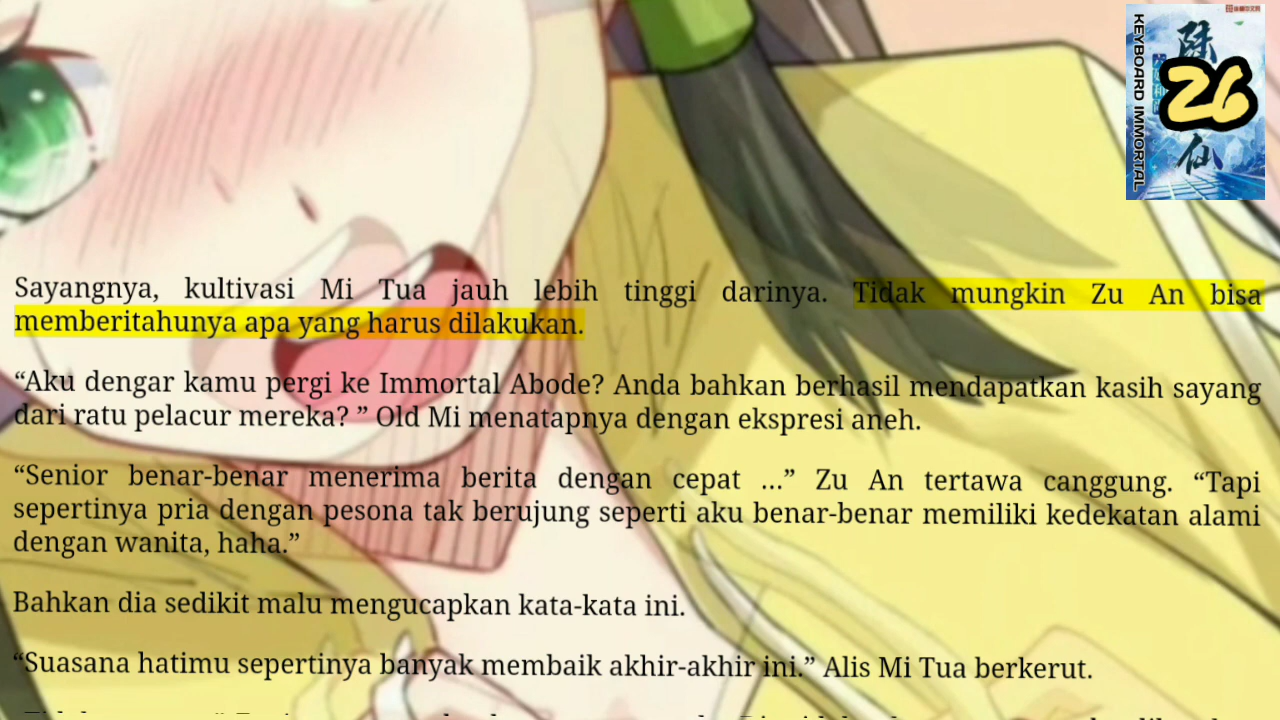 KEYBOARD IMMORTAL
26
仙
Sayangnya, kultivasi Mi Tua jauh lebih tinggi darinya. Tidak mungkin Zu An bisa
memberitahunya apa yang harus dilakukan.
“Aku dengar kamu pergi ke Immortal Abode? Anda bahkan berhasil mendapatkan kasih sayang
dari ratu pelacur mereka? ” Old Mi menatapnya dengan ekspresi aneh.
“Senior benar-benar menerima berita dengan cepat …” Zu An tertawa canggung. “Tapi
sepertinya pria dengan pesona tak berujung seperti aku benar-benar memiliki kedekatan alami
dengan wanita, haha.”
Bahkan dia sedikit malu mengucapkan kata-kata ini.
“Suasana hatimu sepertinya banyak membaik akhir-akhir ini.” Alis Mi Tua berkerut.